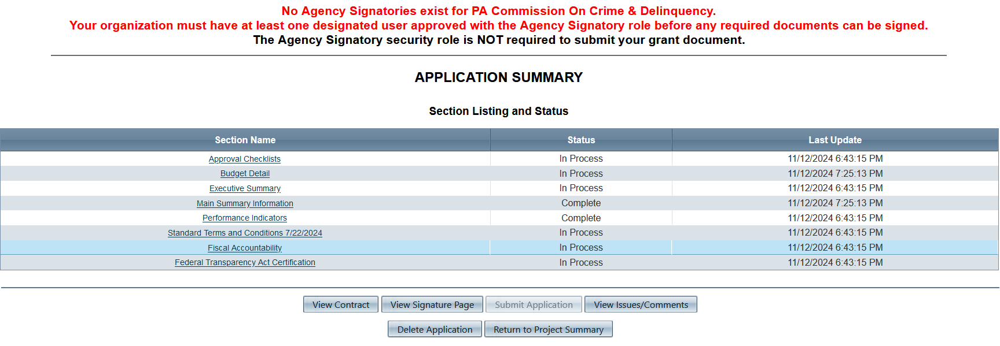 No Agency Signatories exist for PA Commission On Crime & Delinquency.
Your organization must have at least one designated user approved with the Agency Signatory role before any required documents can be signed.
The Agency Signatory security role is NOT required to submit your grant document.
APPLICATION SUMMARY
Section Listing and Status
Section Name Status Last Update
Approval Checklists In Process 11/12/2024 6:43:15 PM
Budget Detail In Process 11/12/2024 7:25:13 PM
Executive Summary In Process 11/12/2024 6:43:15 PM
Main Summary Information Complete 11/12/2024 7:25:13 PM
Performance Indicators Complete 11/12/2024 6:43:15 PM
Standard Terms and Conditions 7/22/2024 In Process 11/12/2024 6:43:15 PM
Fiscal Accountability In Process 11/12/2024 6:43:15 PM
Federal Transparency Act Certification In Process 11/12/2024 6:43:15 PM
View Contract View Signature Page Submit Application View Issues/Comments
Delete Application Return to Project Summary